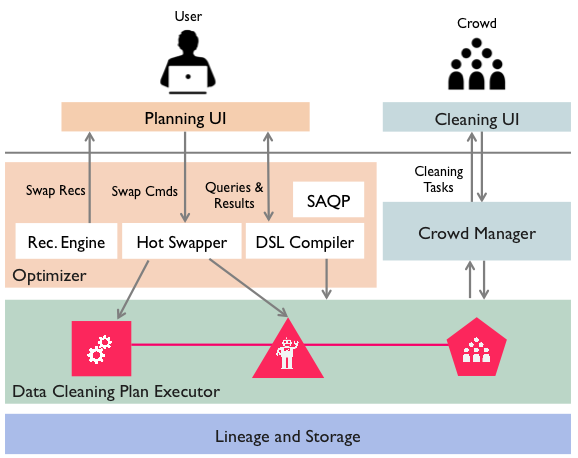 User
Crowd
Planning UI
Cleaning UI
Swap Recs
Swap Cmds
Queries &
Results
Cleaning
Tasks
SAQP
Rec. Engine
Hot Swapper
DSL Compiler
Crowd Manager
Optimizer
Data Cleaning Plan Executor
Lineage and Storage